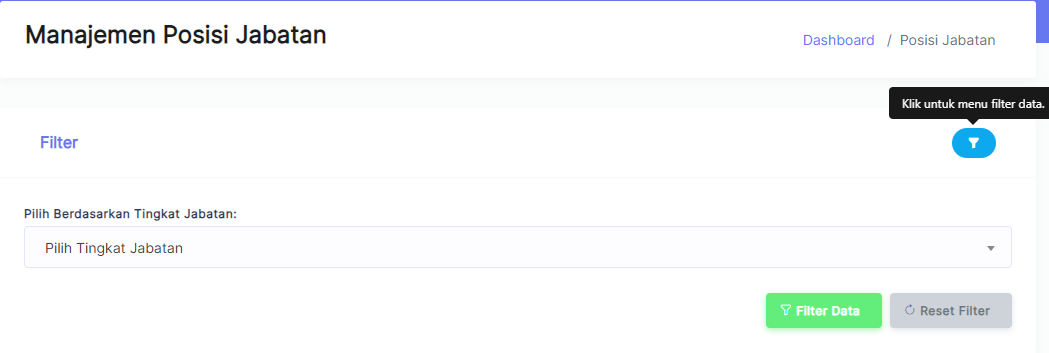 Manajemen Posisi Jabatan
Dashboard / Posisi Jabatan
Klik untuk menu filter data.
Filter
Pilih Berdasarkan Tingkat Jabatan:
Pilih Tingkat Jabatan
Filter Data
Reset Filter